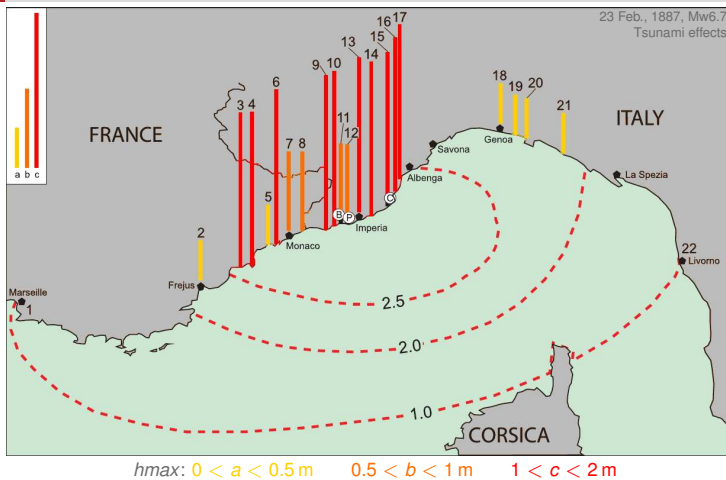 23 Feb., 1887, Mw6.7
Tsunami effects
a b c
FRANCE
ITALY
CORSICA
1
2
3
4
5
6
7
8
9
10
11
12
13
14
15
16
17
18
19
20
21
22
Marseille
Frejus
Monaco
B
P
Imperia
C
Albenga
Savona
Genoa
La Spezia
Livorno
2.5
2.0
1.0
hmax: 0 < a < 0.5 m 0.5 < b < 1 m 1 < c < 2 m